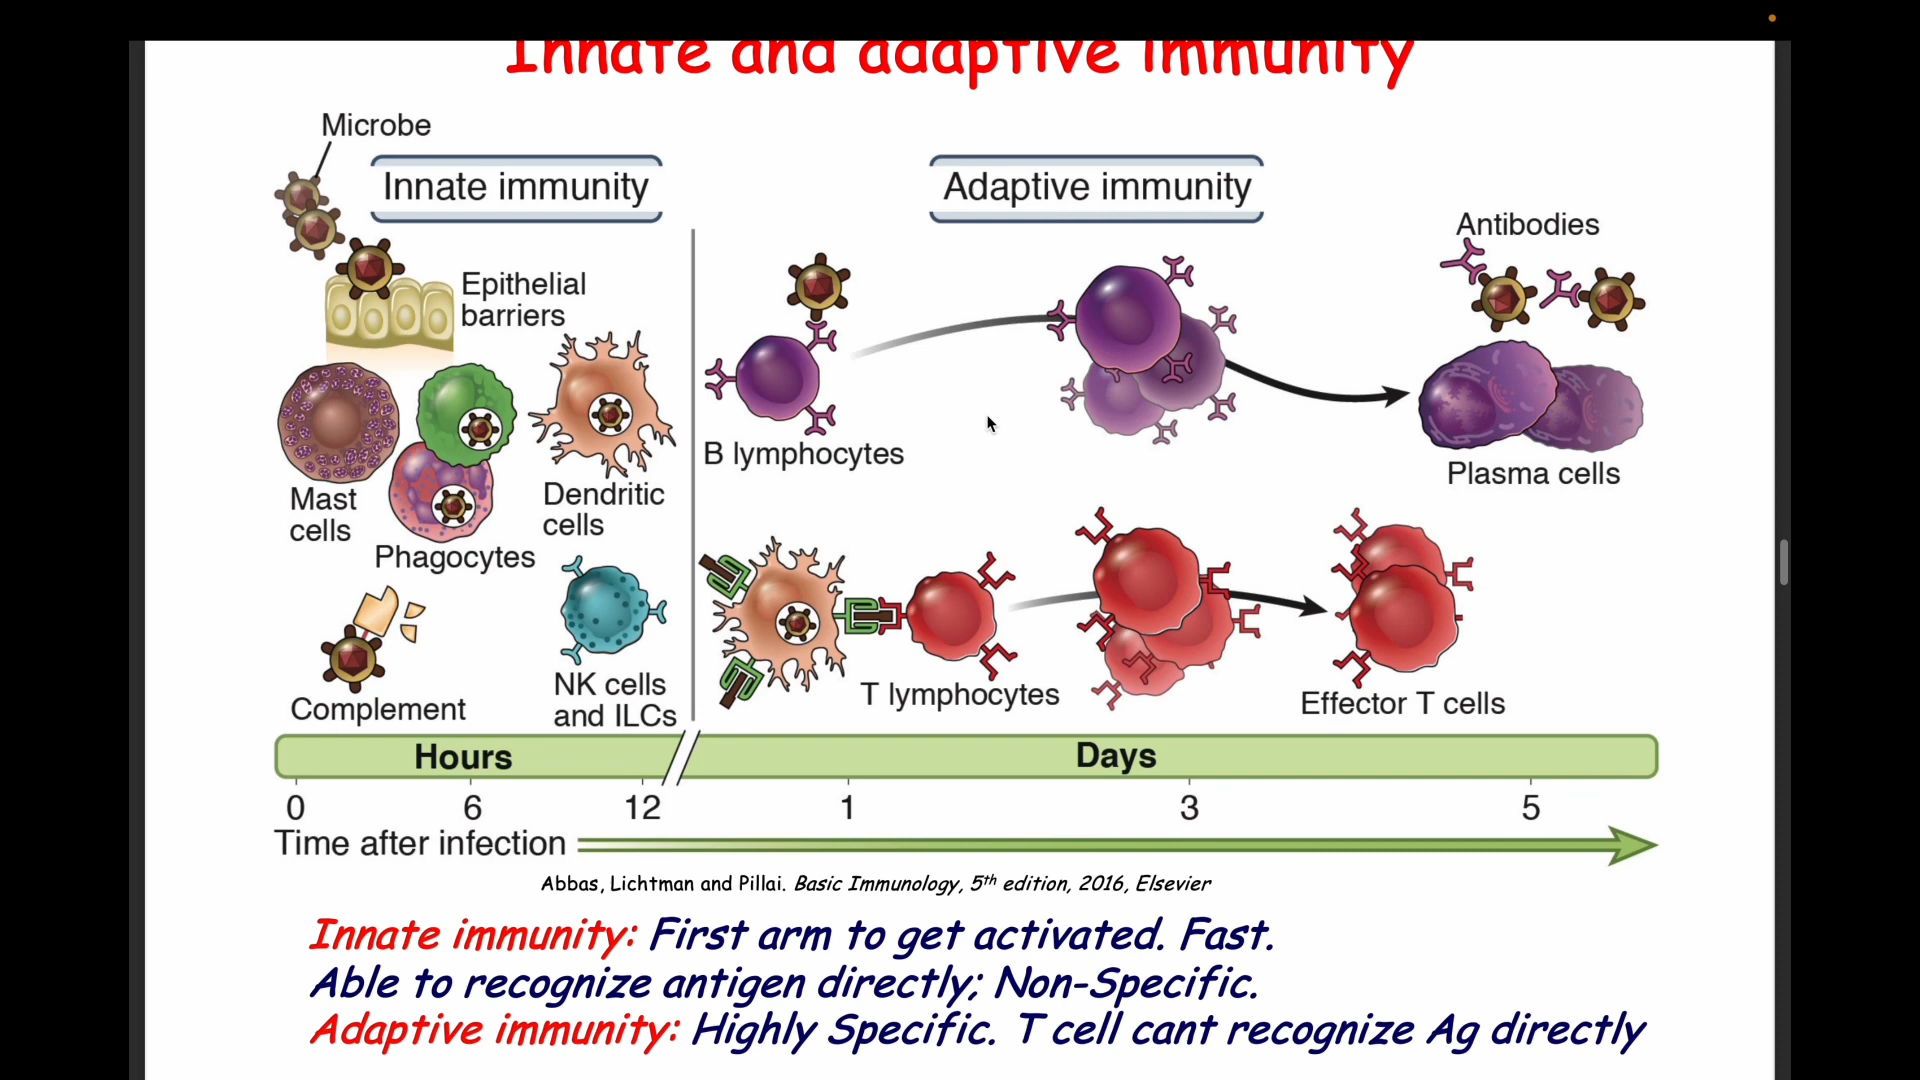 Innate and adaptive immunity
Microbe
Innate immunity
Adaptive immunity
Antibodies
Epithelial
barriers
B lymphocytes
Plasma cells
Mast
cells
Dendritic
cells
Phagocytes
NK cells
and ILCs
Complement
T lymphocytes
Effector T cells
Hours
Days
0 6 12 1 3 5
Time after infection
Abbas, Lichtman and Pillai. Basic Immunology, 5th edition, 2016, Elsevier
Innate immunity: First arm to get activated. Fast.
Able to recognize antigen directly; Non-Specific.
Adaptive immunity: Highly Specific. T cell cant recognize Ag directly